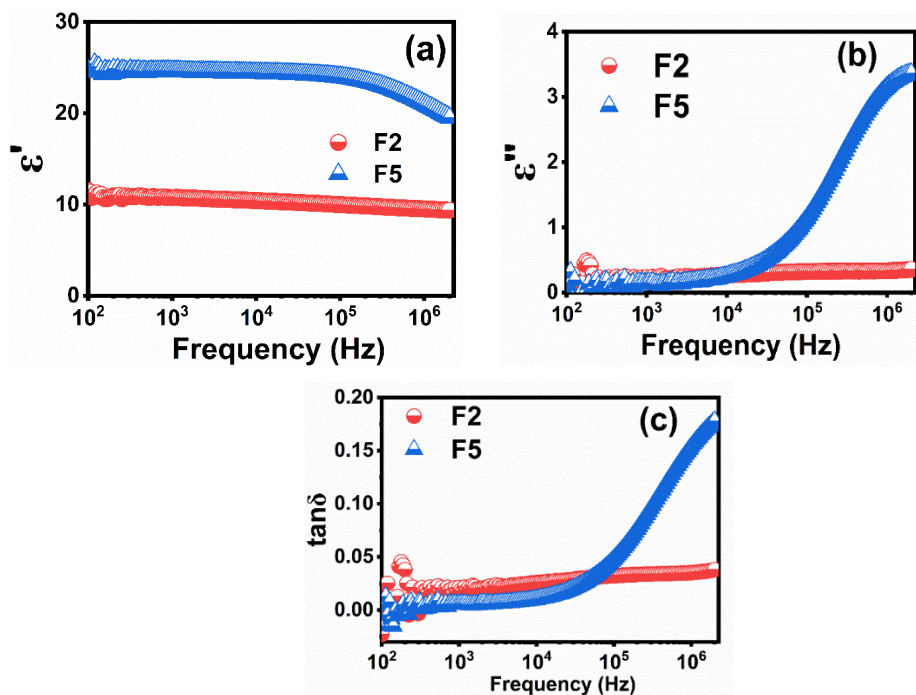 (a)
30
20
10
0
ε'
F2
F5
10² 10³ 10⁴ 10⁵ 10⁶
Frequency (Hz)
(b)
4
3
2
1
0
ε"
F2
F5
10² 10³ 10⁴ 10⁵ 10⁶
Frequency (Hz)
(c)
0.20
0.15
0.10
0.05
0.00
tanδ
F2
F5
10² 10³ 10⁴ 10⁵ 10⁶
Frequency (Hz)